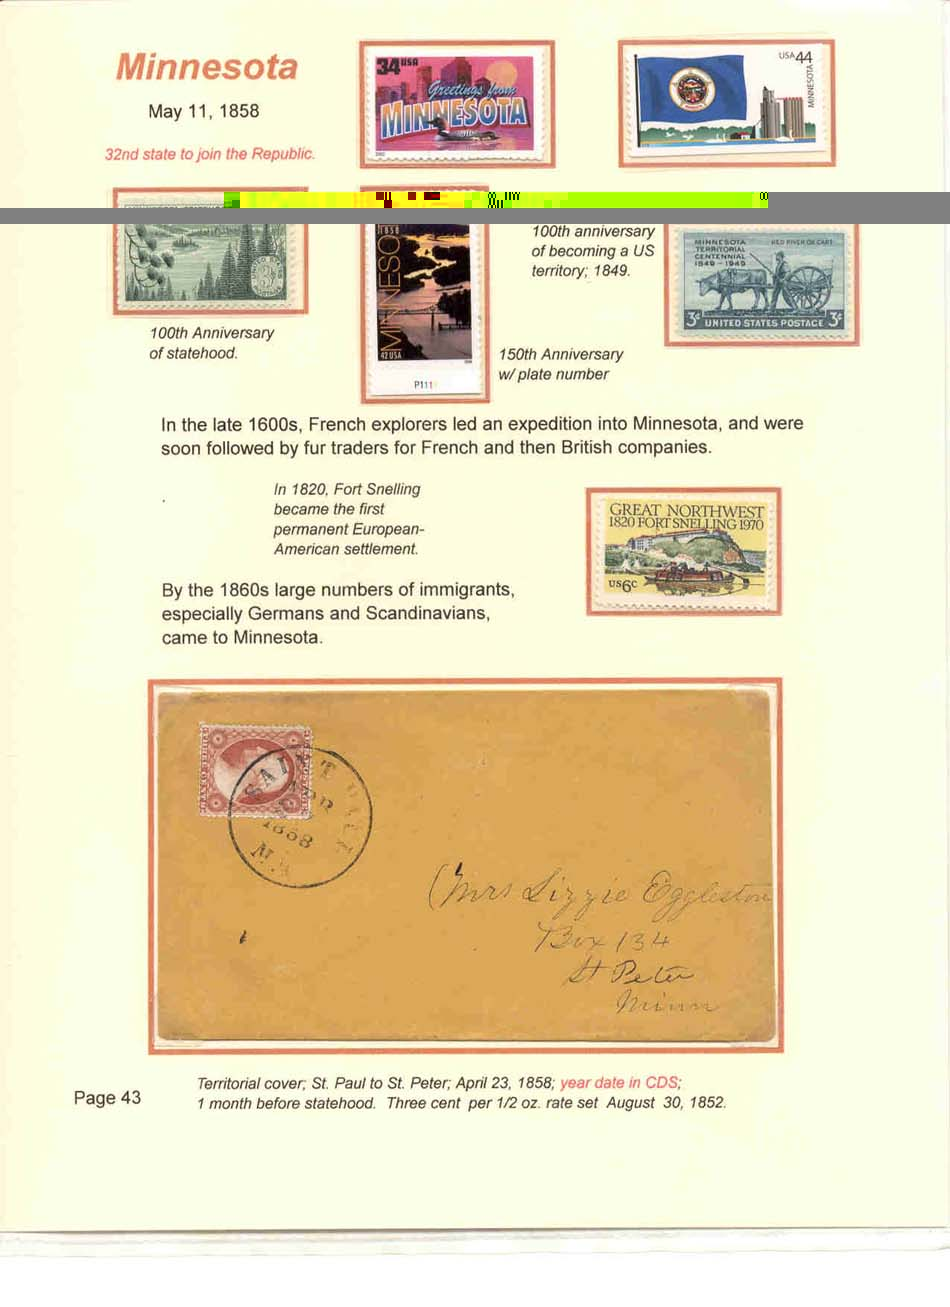 Minnesota
May 11, 1858
32nd state to join the Republic.
34 USA
Greetings from
MINNESOTA
USA 44
MINNESOTA
3¢
100th Anniversary
of statehood.
1858
MINNESO
42 USA
P111
150th Anniversary
w/ plate number
100th anniversary
of becoming a US
territory; 1849.
MINNESOTA
TERRITORIAL
CENTENNIAL
1849-1949
RED RIVER OX CART
3¢ UNITED STATES POSTAGE 3¢
In the late 1600s, French explorers led an expedition into Minnesota, and were
soon followed by fur traders for French and then British companies.
In 1820, Fort Snelling
became the first
permanent European-
American settlement.
GREAT NORTHWEST
1820 FORT SNELLING 1970
US 6c
By the 1860s large numbers of immigrants,
especially Germans and Scandinavians,
came to Minnesota.
SAINT PAUL
APR
1858
Mrs Lizzie Eggleston
Box 134
St Peter
Minn
Territorial cover; St. Paul to St. Peter; April 23, 1858; year date in CDS;
1 month before statehood. Three cent per 1/2 oz. rate set August 30, 1852.
Page 43